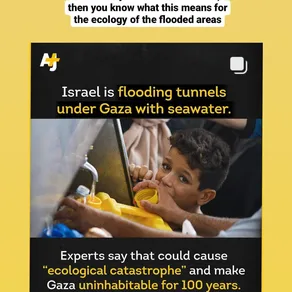 then you know what this means for
the ecology of the flooded areas
AJ+
Israel is flooding tunnels
under Gaza with seawater.
Experts say that could cause
“ecological catastrophe” and make
Gaza uninhabitable for 100 years.